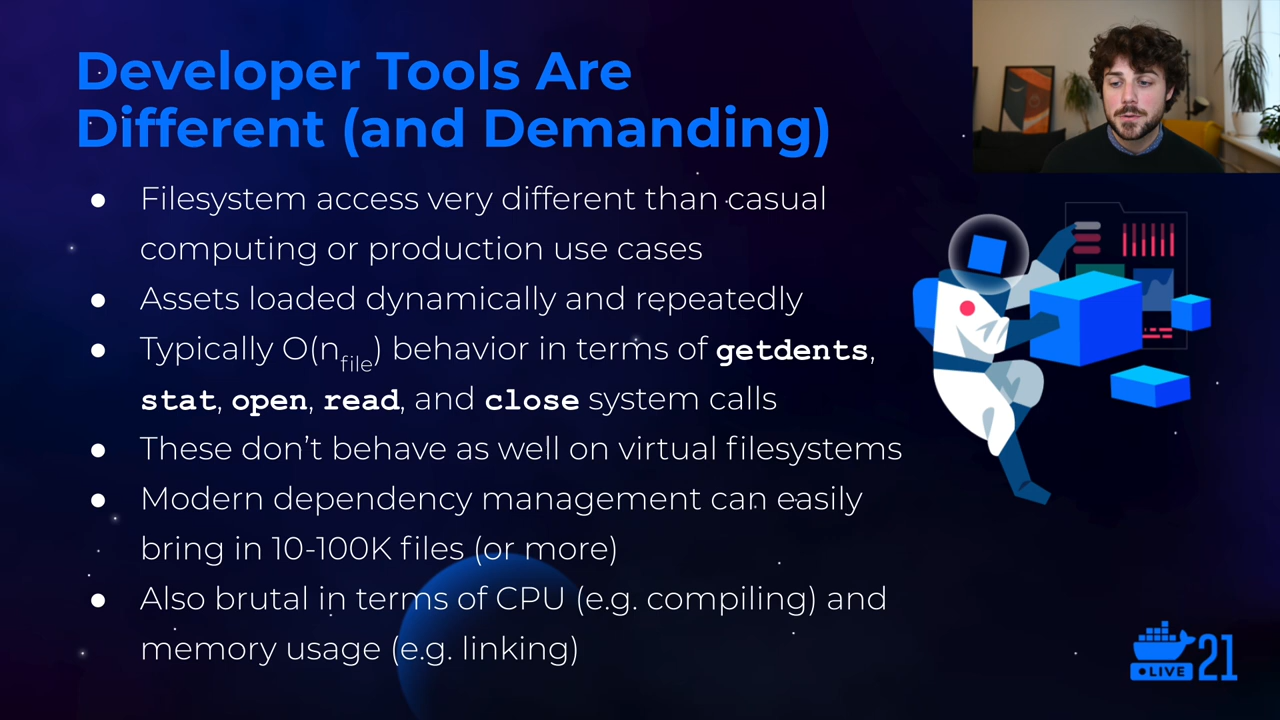 Developer Tools Are
Different (and Demanding)
● Filesystem access very different than casual
computing or production use cases
● Assets loaded dynamically and repeatedly
● Typically O(n_file) behavior in terms of getdents,
stat, open, read, and close system calls
● These don’t behave as well on virtual filesystems
● Modern dependency management can easily
bring in 10-100K files (or more)
● Also brutal in terms of CPU (e.g. compiling) and
memory usage (e.g. linking)
LIVE 21